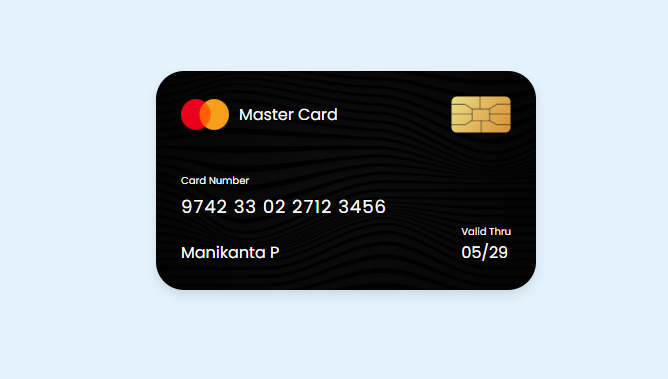 Master Card
Card Number
9742 33 02 2712 3456
Valid Thru
Manikanta P
05/29